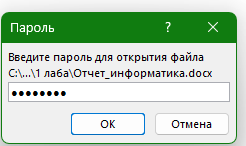 Пароль
?
Введите пароль для открытия файла
C:\...\1 лаба\Отчет_информатика.docx
●●●●●●●●
ОК
Отмена